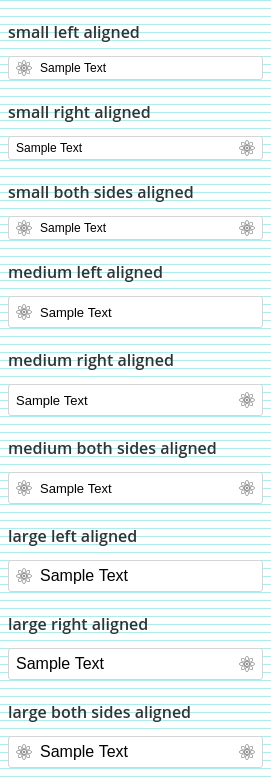 small left aligned
Sample Text
small right aligned
Sample Text
small both sides aligned
Sample Text
medium left aligned
Sample Text
medium right aligned
Sample Text
medium both sides aligned
Sample Text
large left aligned
Sample Text
large right aligned
Sample Text
large both sides aligned
Sample Text